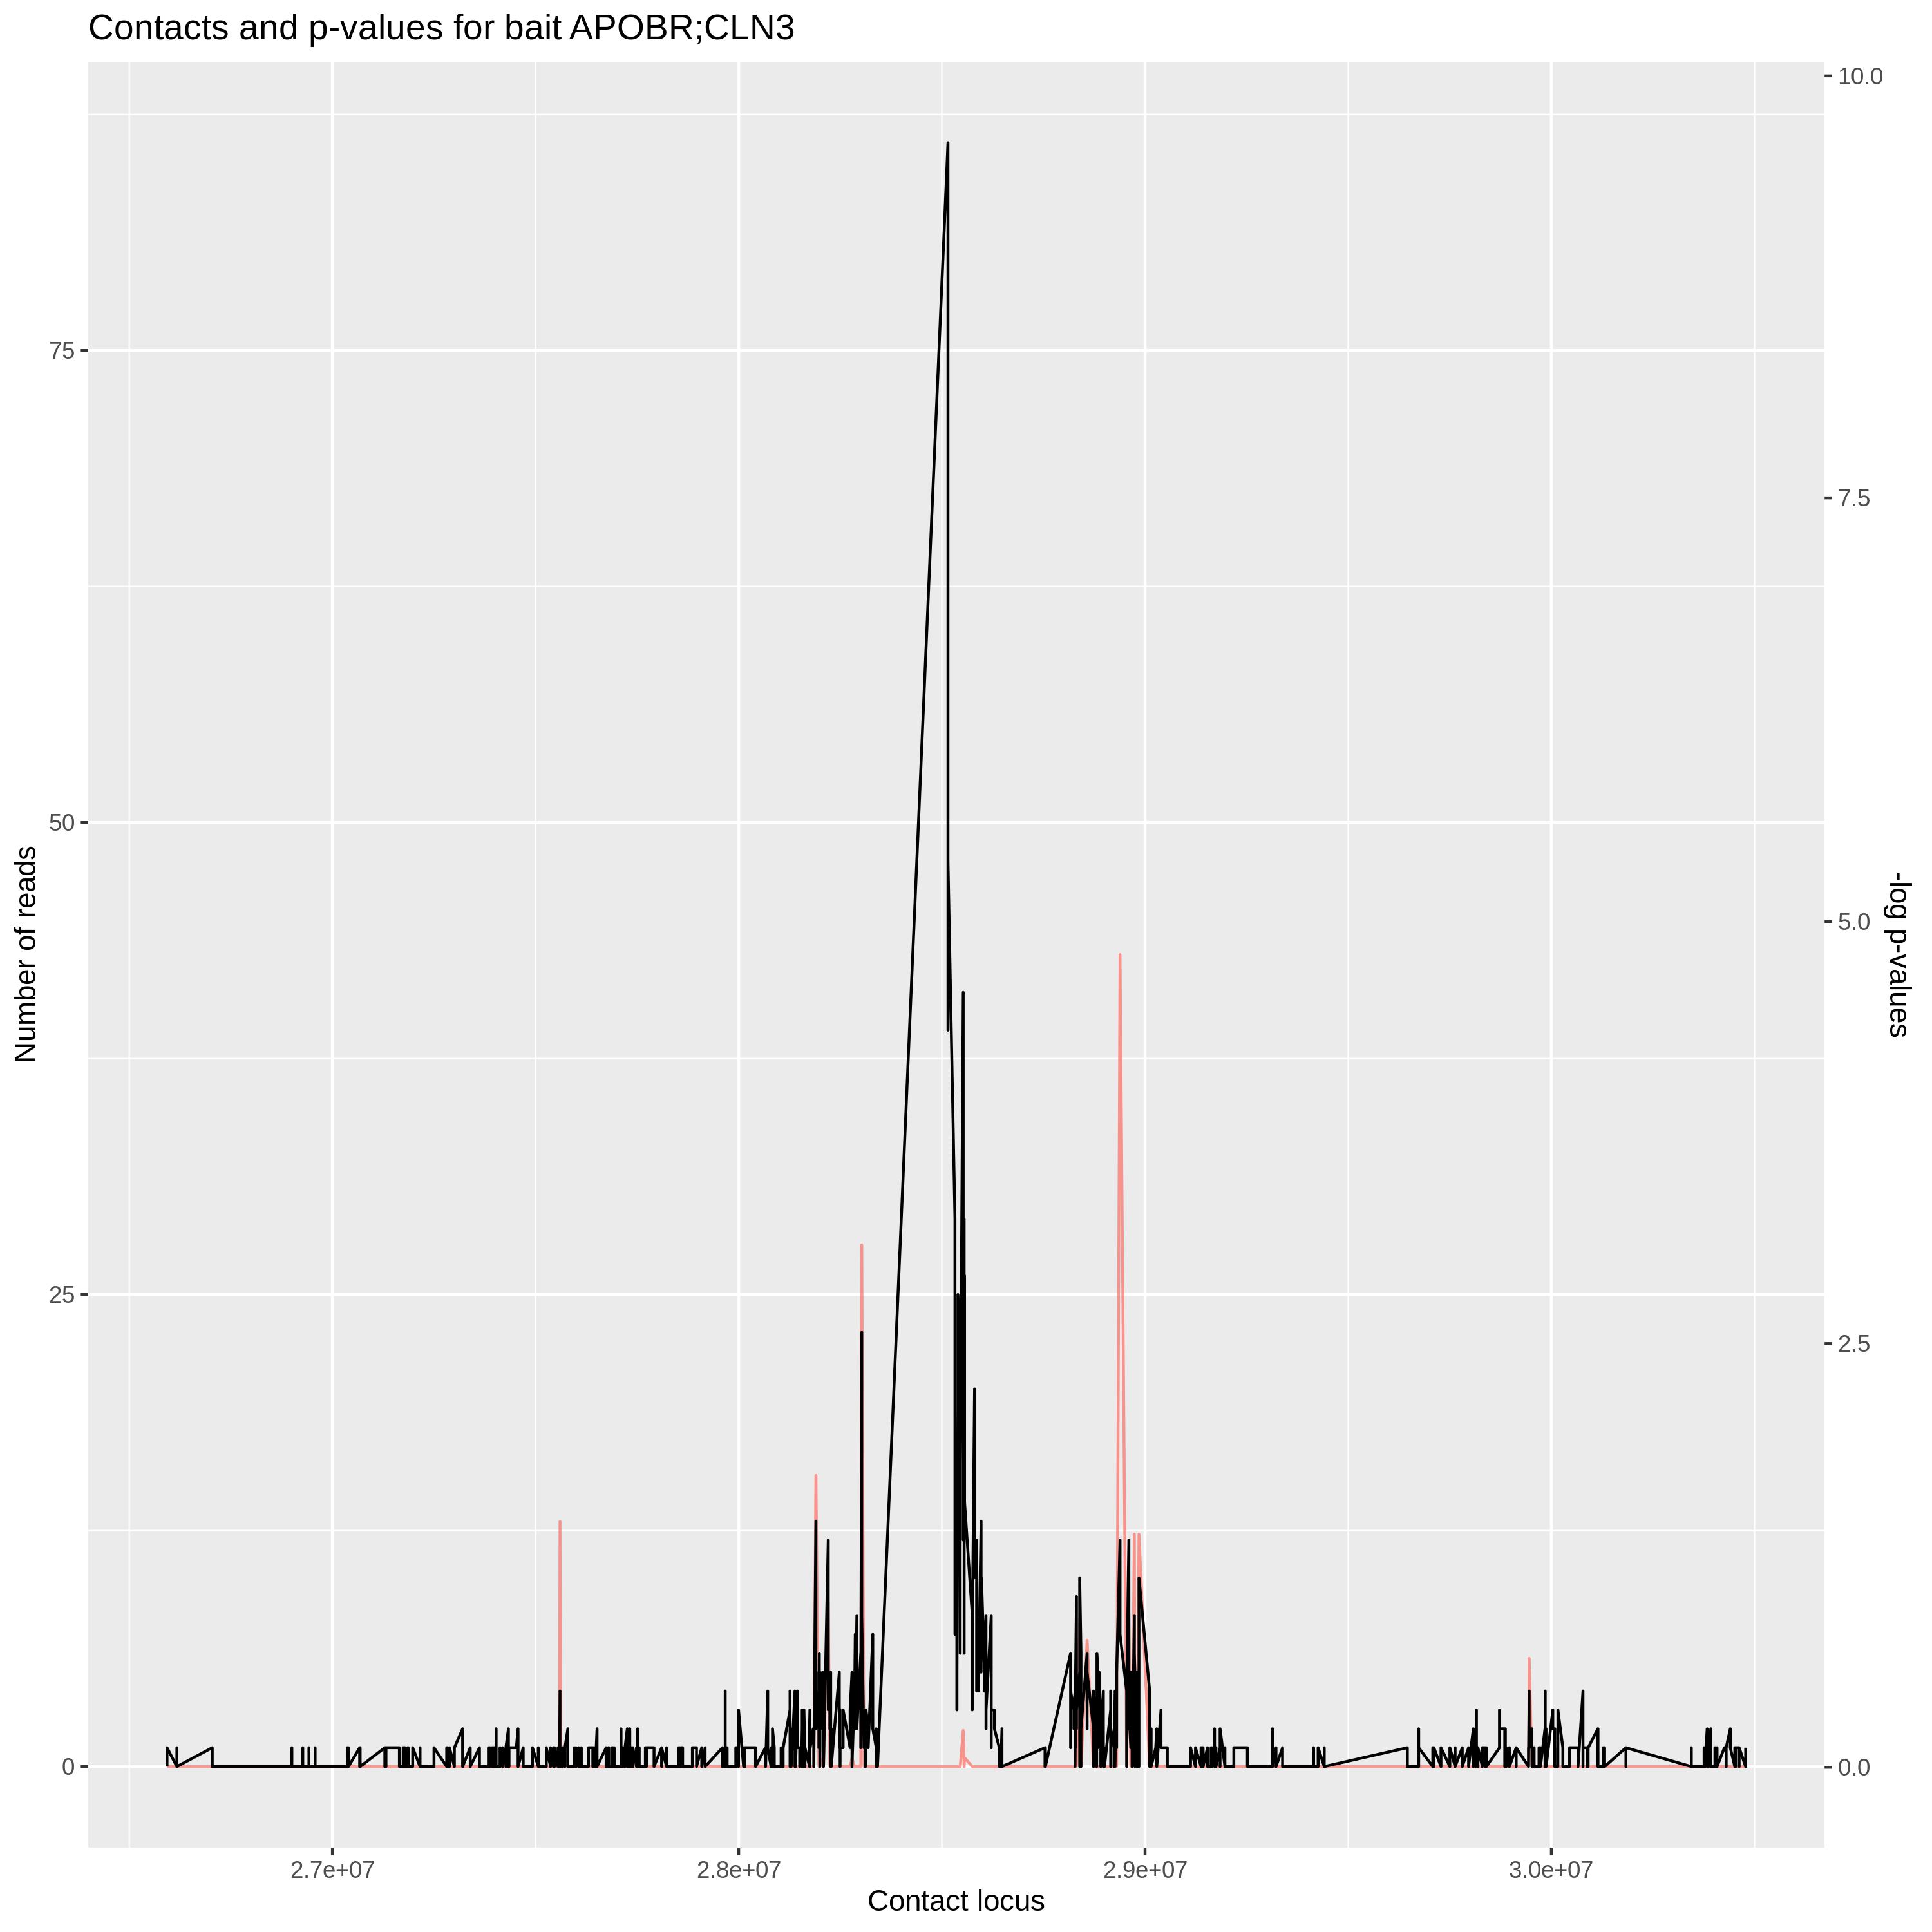 Contacts and p-values for bait APOBR;CLN3
10.0
75
7.5
50
5.0
25
2.5
0
0.0
Number of reads
-log p-values
2.7e+07
2.8e+07
2.9e+07
3.0e+07
Contact locus